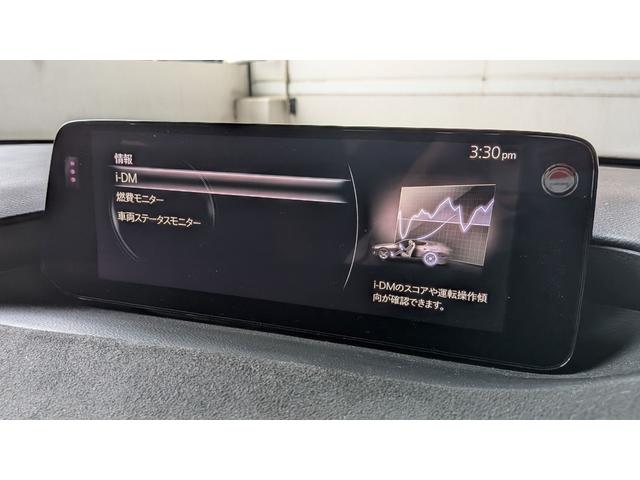 情報
3:30pm
i-DM
燃費モニター
車両ステータスモニター
i-DMのスコアや運転操作傾
向が確認できます。